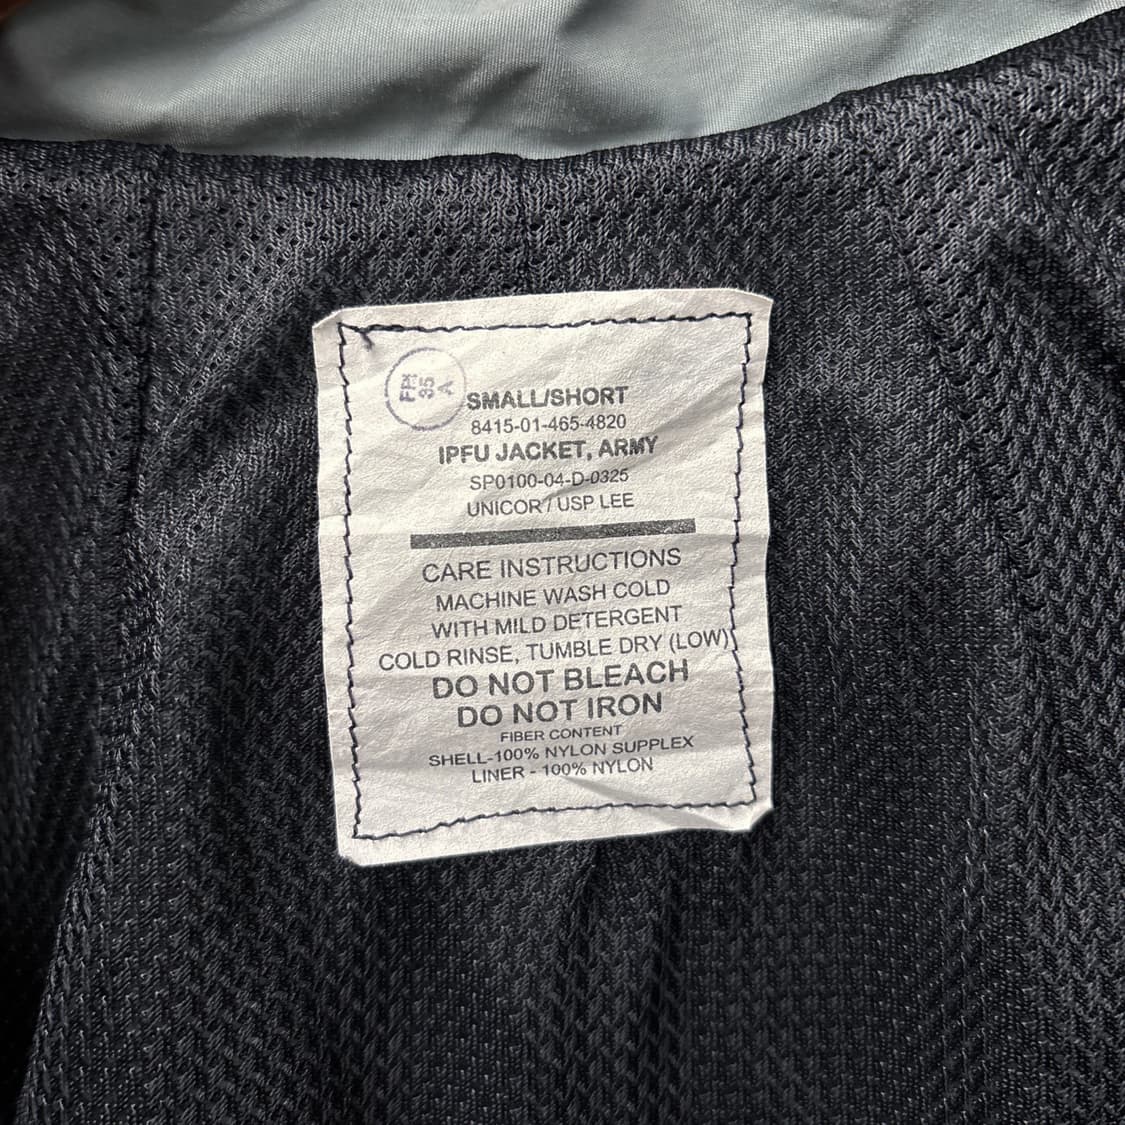 FPI
35
A
SMALL/SHORT
8415-01-465-4820
IPFU JACKET, ARMY
SP0100-04-D-0325
UNICOR / USP LEE
CARE INSTRUCTIONS
MACHINE WASH COLD
WITH MILD DETERGENT
COLD RINSE, TUMBLE DRY (LOW)
DO NOT BLEACH
DO NOT IRON
FIBER CONTENT
SHELL-100% NYLON SUPPLEX
LINER - 100% NYLON